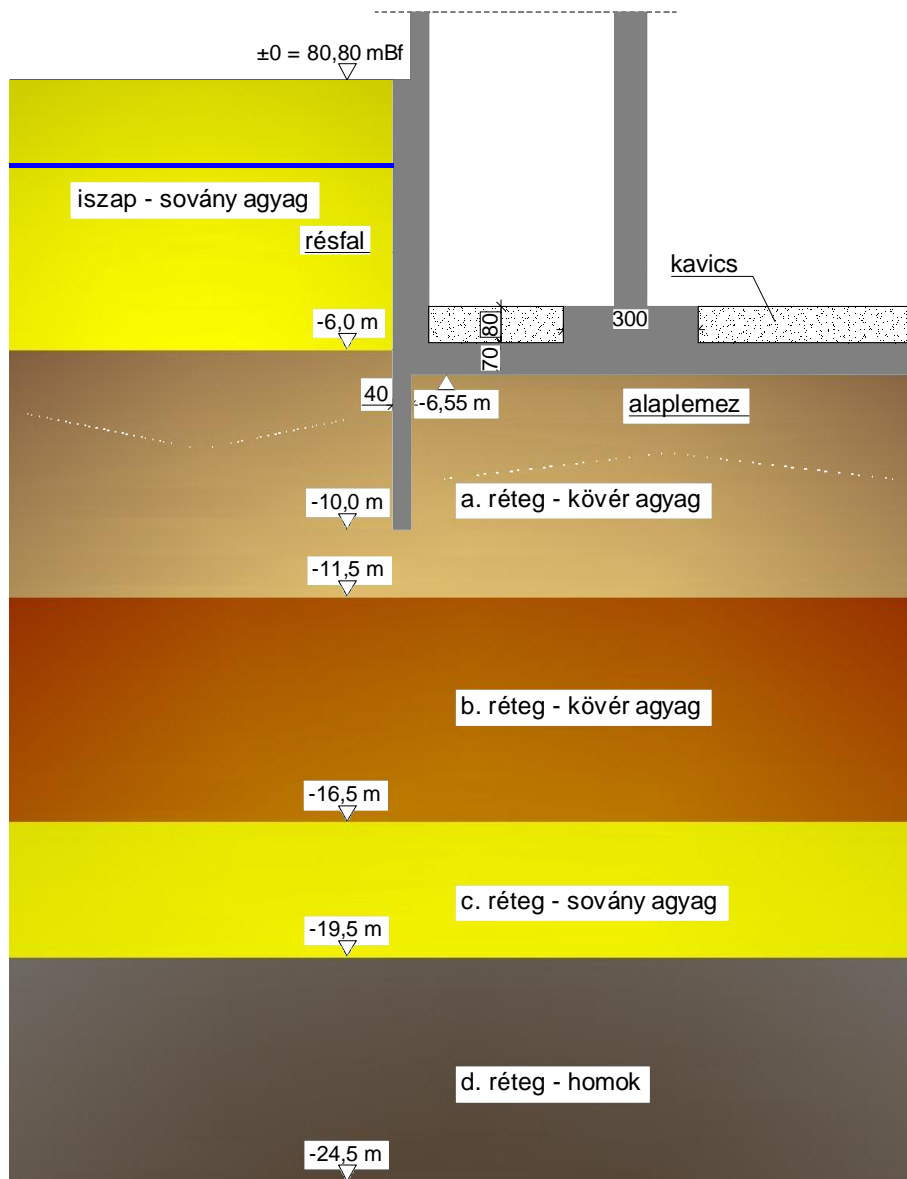 ±0 = 80,80 mBf
iszap - sovány agyag
résfal
kavics
-6,0 m
80
300
70
40
-6,55 m
alaplemez
-10,0 m
a. réteg - kövér agyag
-11,5 m
b. réteg - kövér agyag
-16,5 m
c. réteg - sovány agyag
-19,5 m
d. réteg - homok
-24,5 m